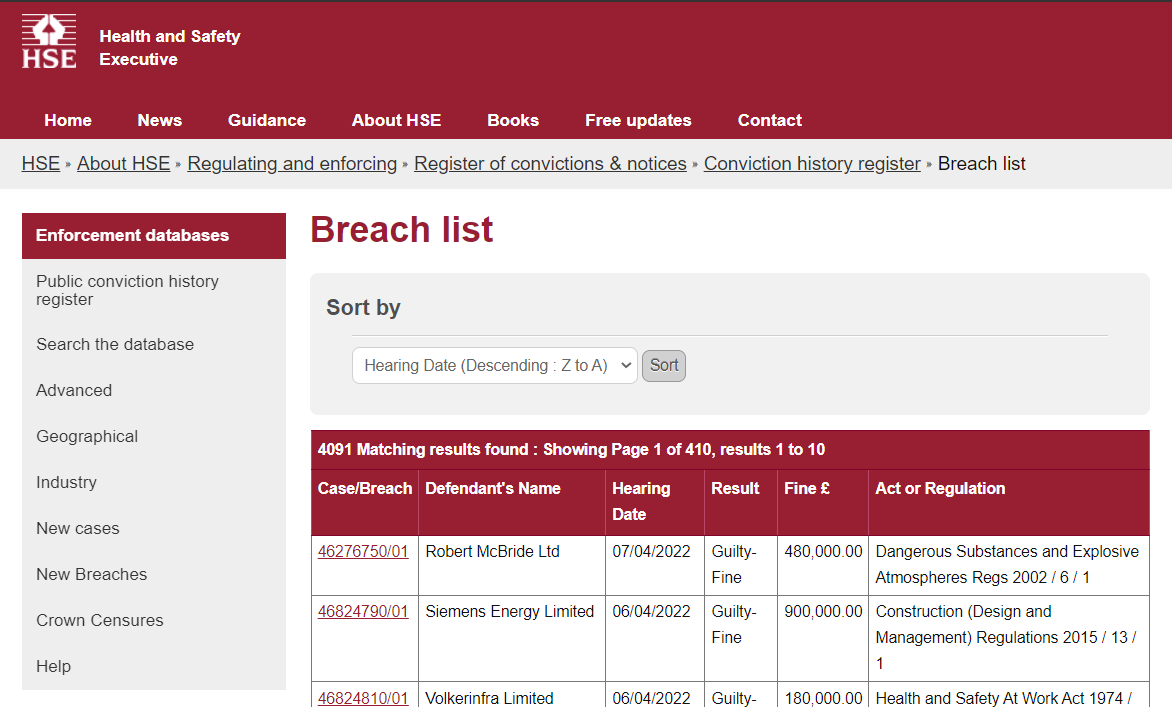 HSE
Health and Safety
Executive
Home News Guidance About HSE Books Free updates Contact
HSE » About HSE » Regulating and enforcing » Register of convictions & notices » Conviction history register » Breach list
Enforcement databases
Public conviction history
register
Search the database
Advanced
Geographical
Industry
New cases
New Breaches
Crown Censures
Help
Breach list
Sort by
Hearing Date (Descending : Z to A) Sort
4091 Matching results found : Showing Page 1 of 410, results 1 to 10
Case/Breach Defendant's Name Hearing Result Fine £ Act or Regulation
Date
46276750/01 Robert McBride Ltd 07/04/2022 Guilty- 480,000.00 Dangerous Substances and Explosive
Fine Atmospheres Regs 2002 / 6 / 1
46824790/01 Siemens Energy Limited 06/04/2022 Guilty- 900,000.00 Construction (Design and
Fine Management) Regulations 2015 / 13 /
1
46824810/01 Volkerinfra Limited 06/04/2022 Guilty- 180,000.00 Health and Safety At Work Act 1974 /